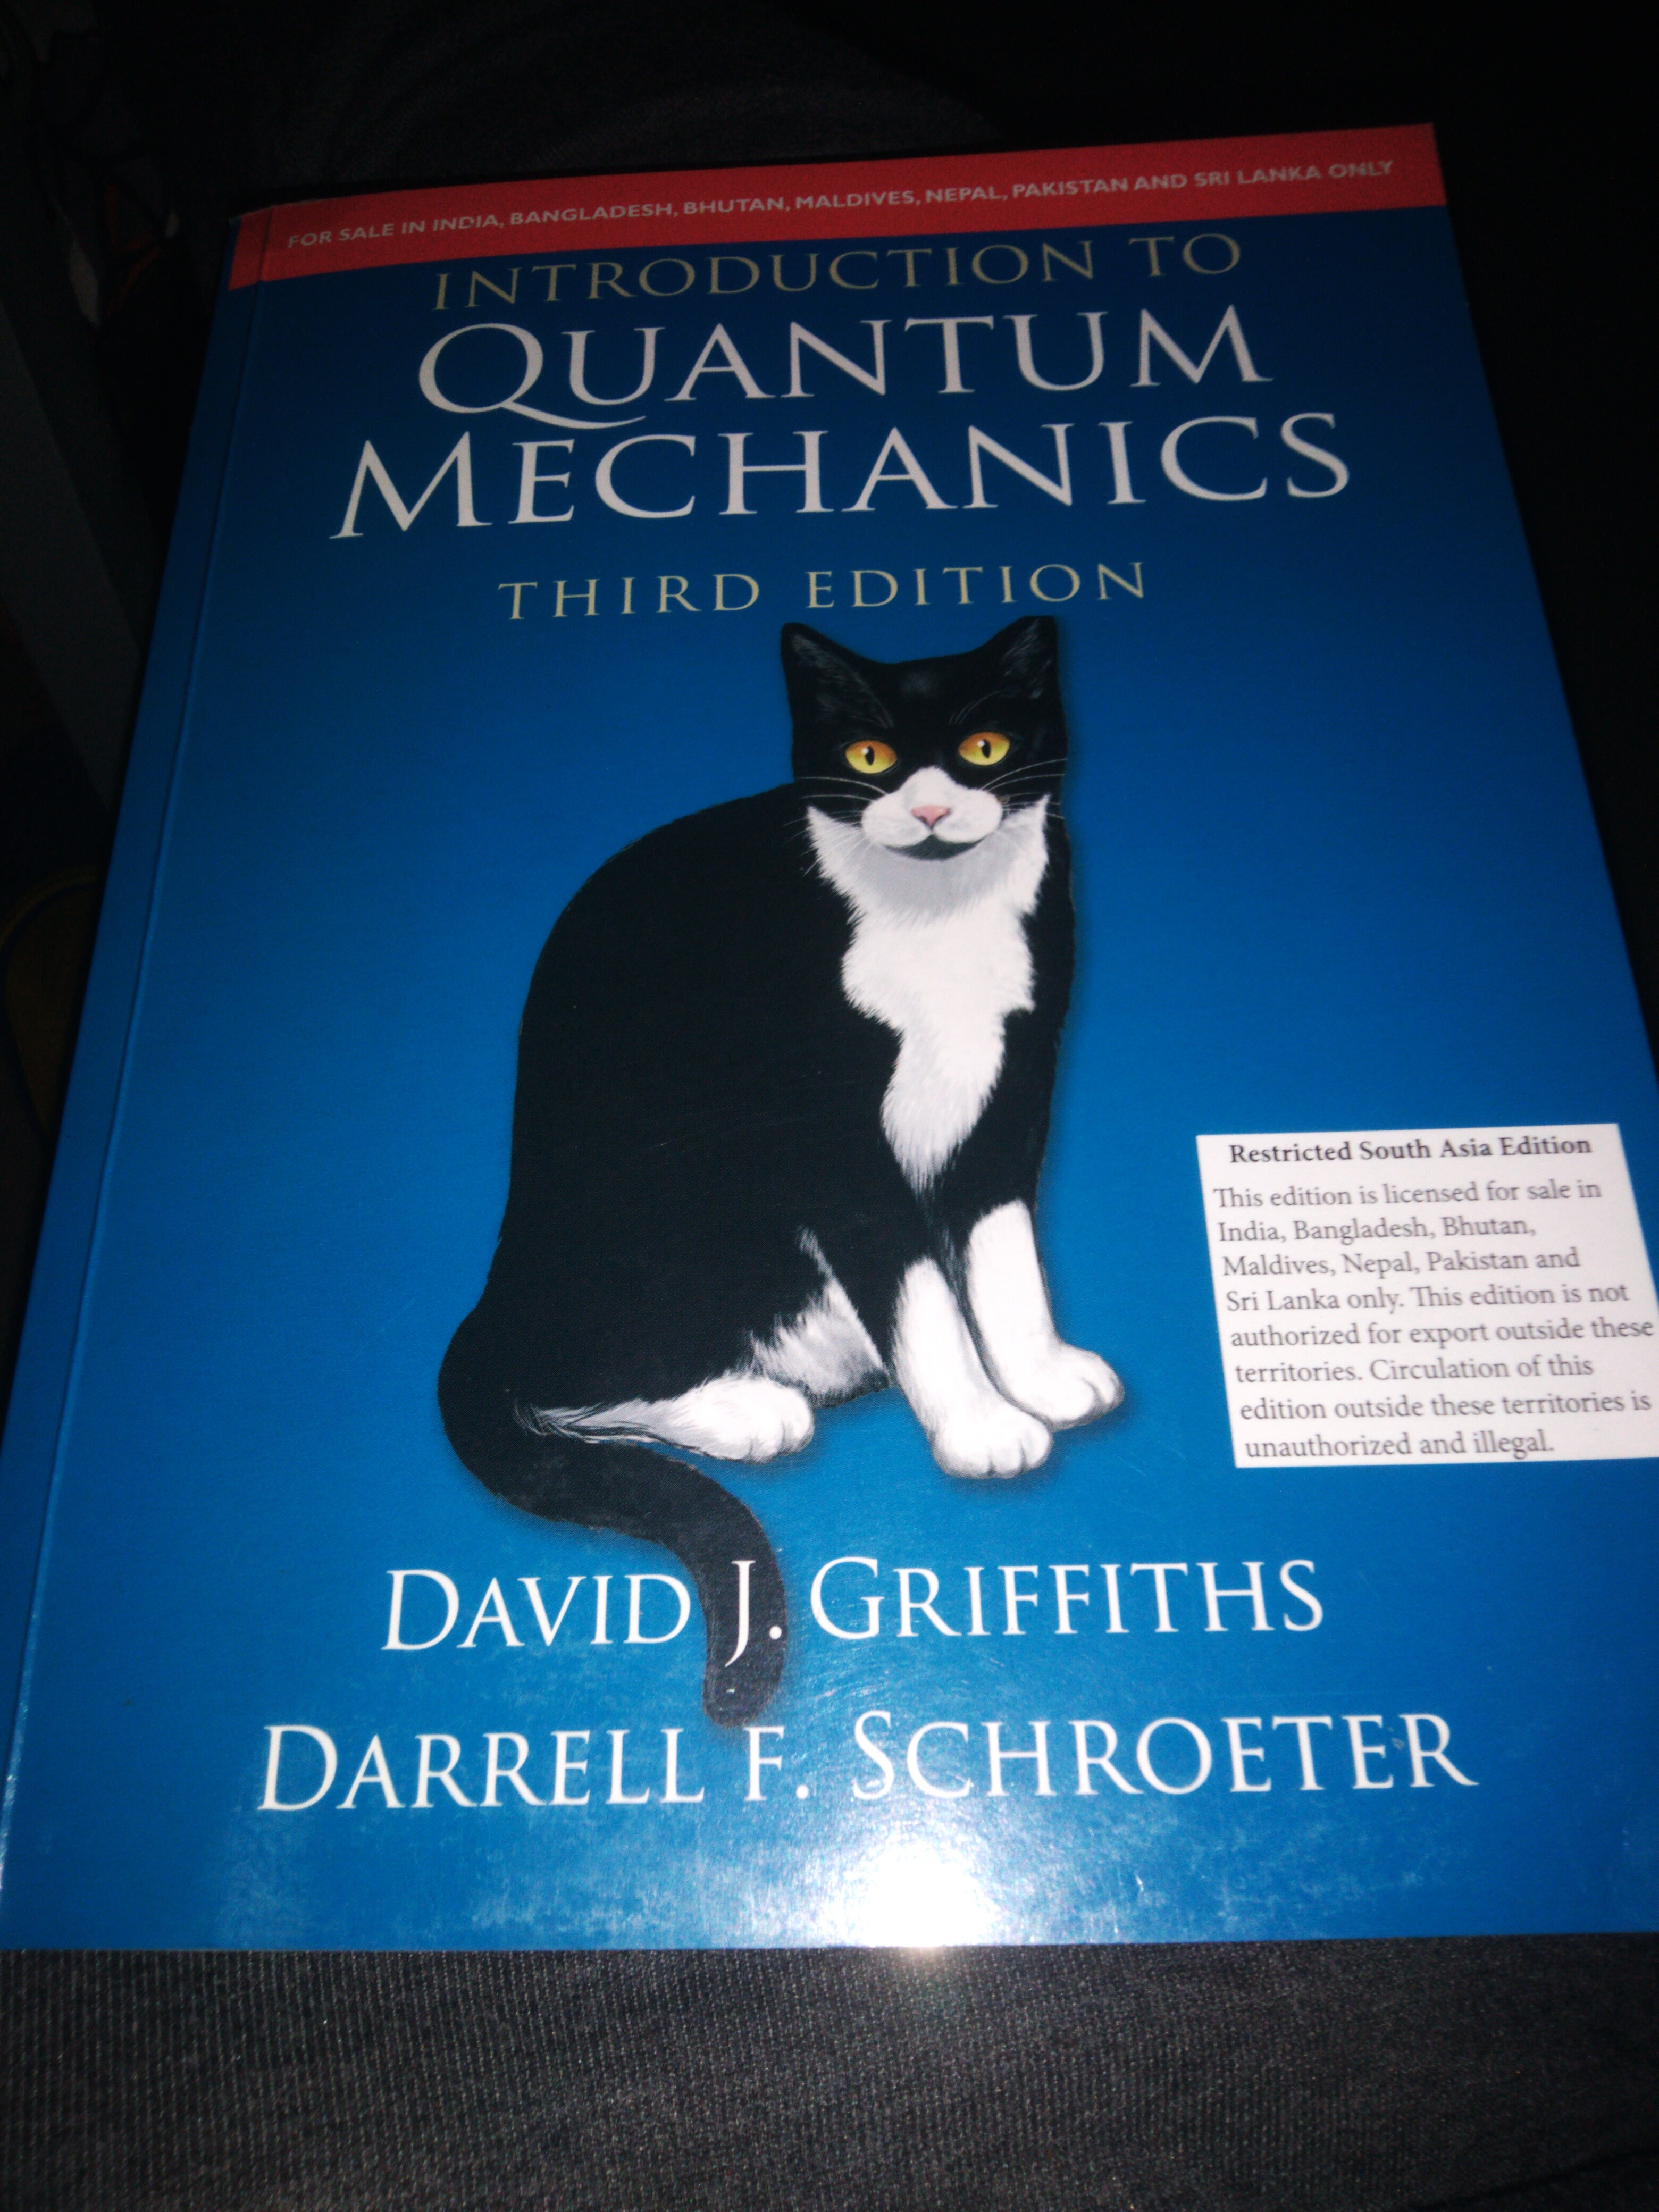 FOR SALE IN INDIA, BANGLADESH, BHUTAN, MALDIVES, NEPAL, PAKISTAN AND SRI LANKA ONLY
INTRODUCTION TO
QUANTUM
MECHANICS
THIRD EDITION
Restricted South Asia Edition
This edition is licensed for sale in
India, Bangladesh, Bhutan,
Maldives, Nepal, Pakistan and
Sri Lanka only. This edition is not
authorized for export outside these
territories. Circulation of this
edition outside these territories is
unauthorized and illegal.
DAVID J. GRIFFITHS
DARRELL F. SCHROETER